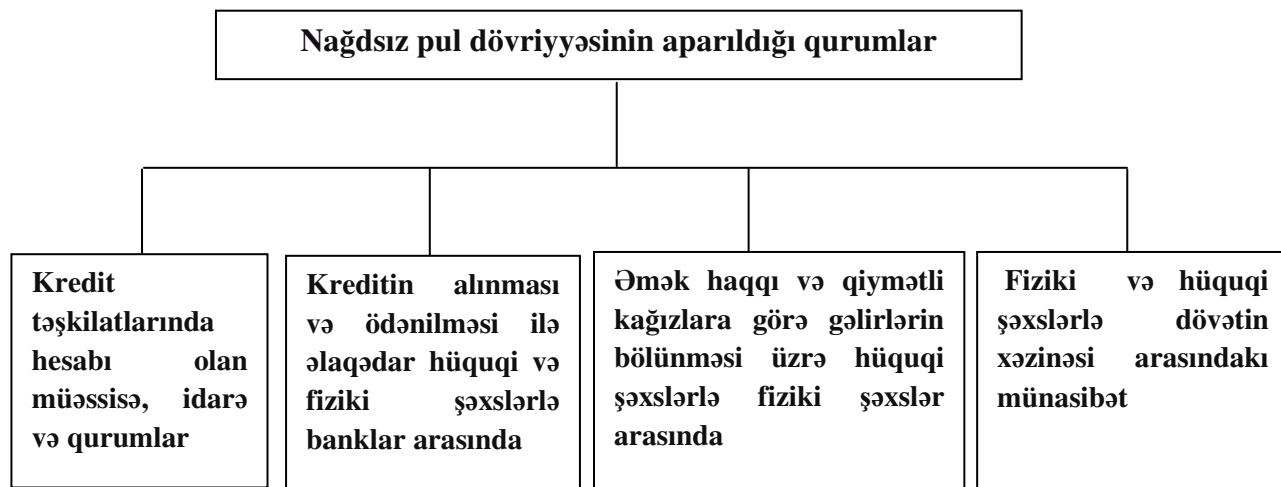 Nağdsız pul dövriyyəsinin aparıldığı qurumlar
Kredit
təşkilatlarında
hesabı olan
müəssisə, idarə
və qurumlar
Kreditin alınması
və ödənilməsi ilə
əlaqədar hüquqi və
fiziki şəxslərlə
banklar arasında
Əmək haqqı və qiymətli
kağızlara görə gəlirlərin
bölünməsi üzrə hüquqi
şəxslərlə fiziki şəxslər
arasında
Fiziki və hüquqi
şəxslərlə dövətin
xəzinəsi arasındakı
münasibət